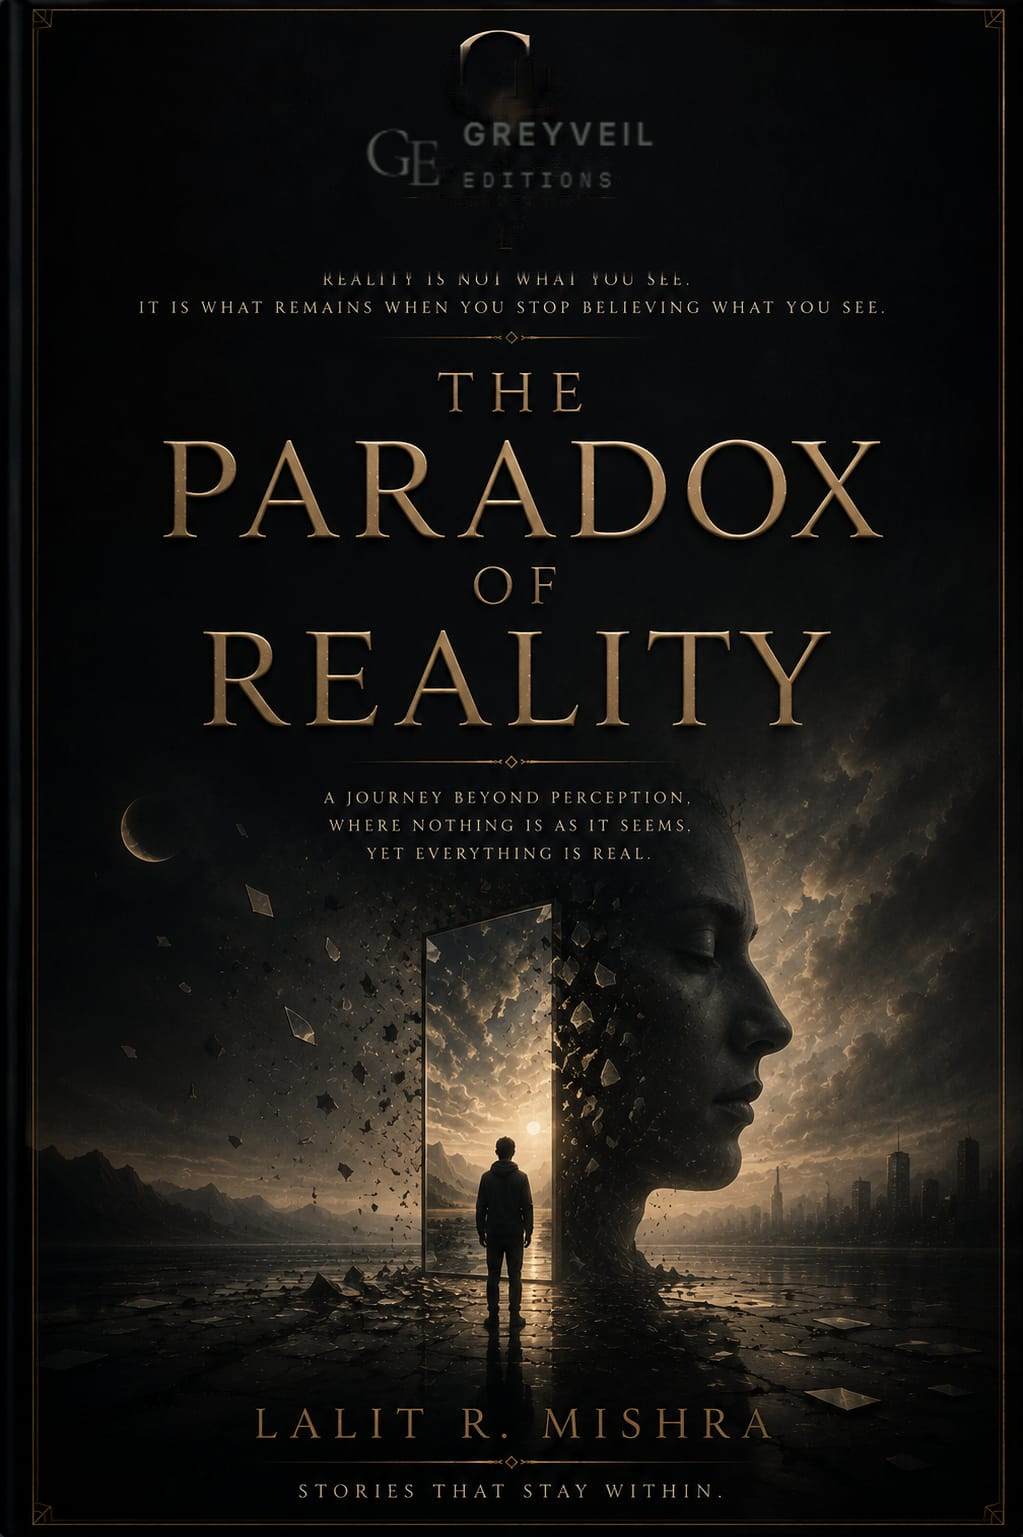 GE
GREYVEIL
EDITIONS
REALITY IS NOT WHAT YOU SEE.
IT IS WHAT REMAINS WHEN YOU STOP BELIEVING WHAT YOU SEE.
THE
PARADOX
OF
REALITY
A JOURNEY BEYOND PERCEPTION,
WHERE NOTHING IS AS IT SEEMS,
YET EVERYTHING IS REAL.
LALIT R. MISHRA
STORIES THAT STAY WITHIN.